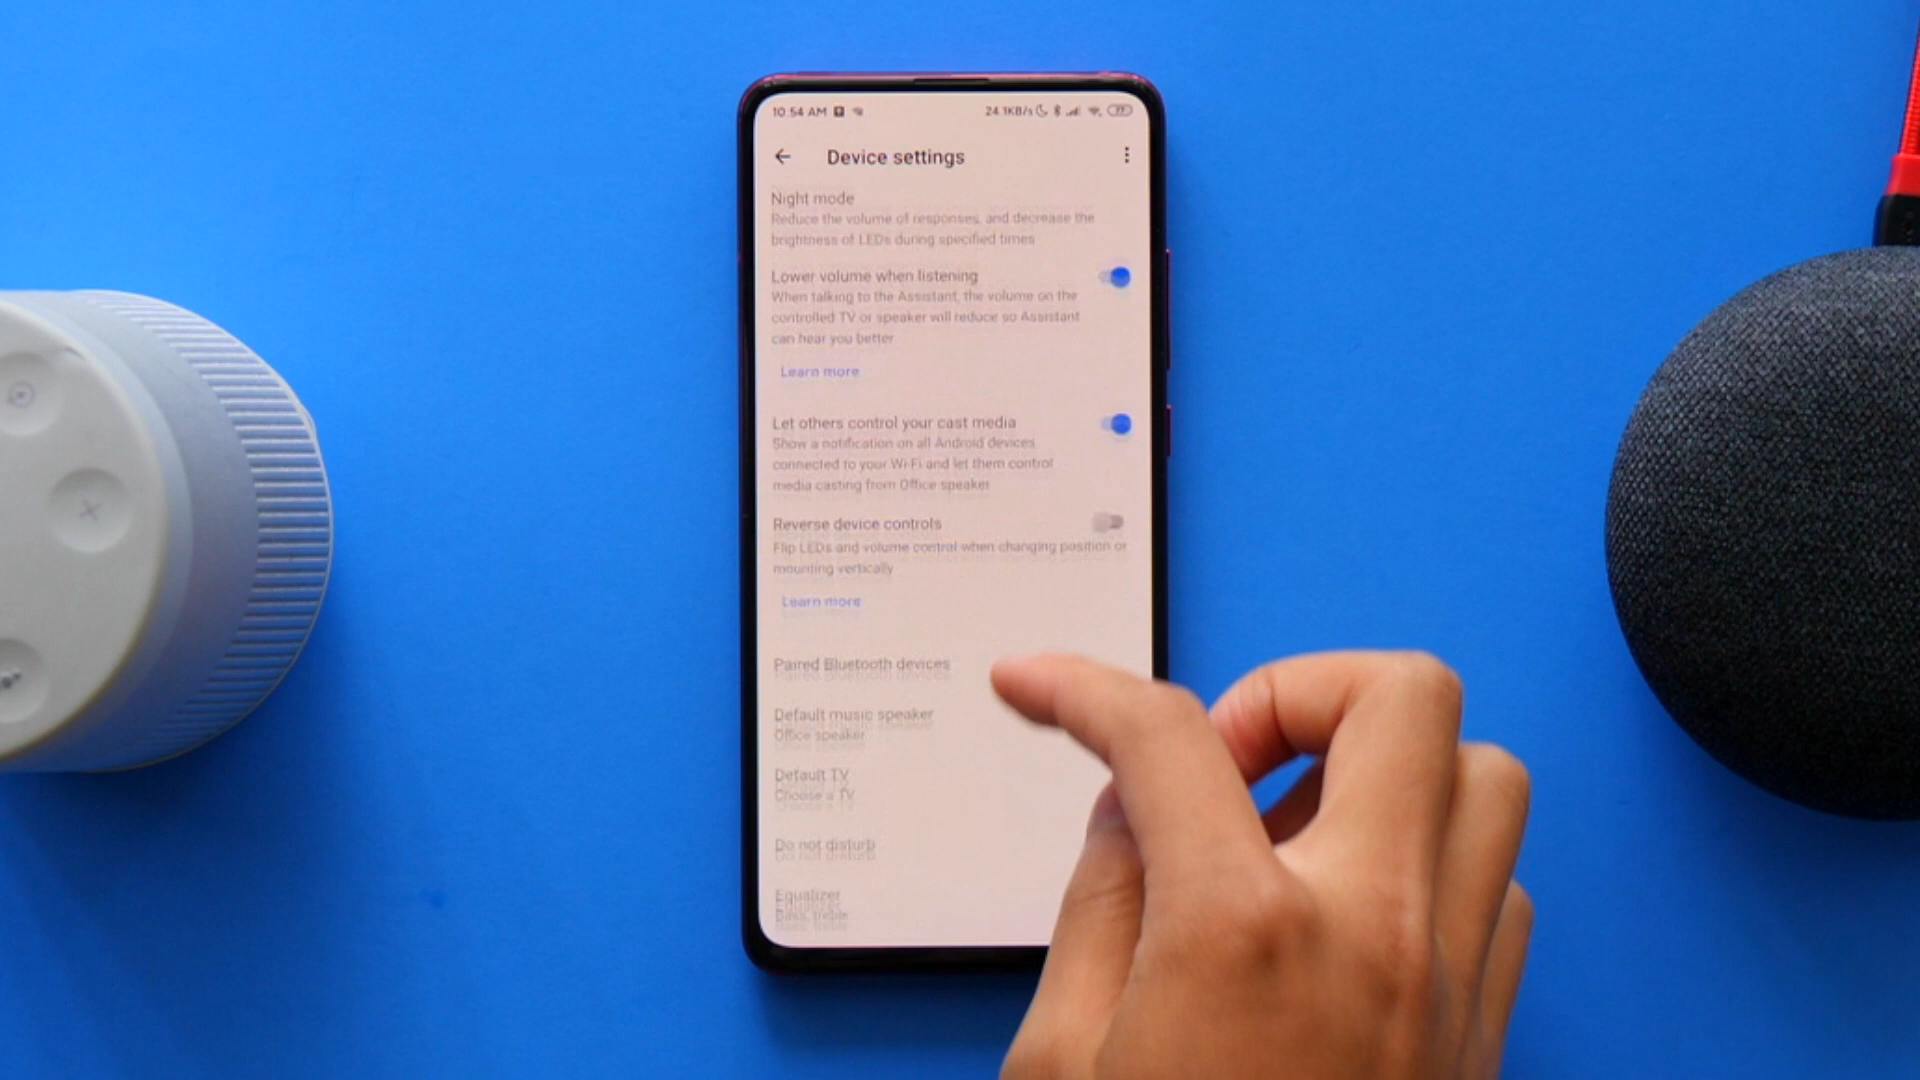 10:54 AM
24.1KB/s
77
Device settings
Night mode
Reduce the volume of responses, and decrease the
brightness of LEDs during specified times
Lower volume when listening
When talking to the Assistant, the volume on the
controlled TV or speaker will reduce so Assistant
can hear you better
Learn more
Let others control your cast media
Show a notification on all Android devices
connected to your Wi-Fi and let them control
media casting from Office speaker
Reverse device controls
Flip LEDs and volume control when changing position or
mounting vertically
Learn more
Paired Bluetooth devices
Default music speaker
Office speaker
Default TV
Choose a TV
Do not disturb
Equalizer
Bass, treble